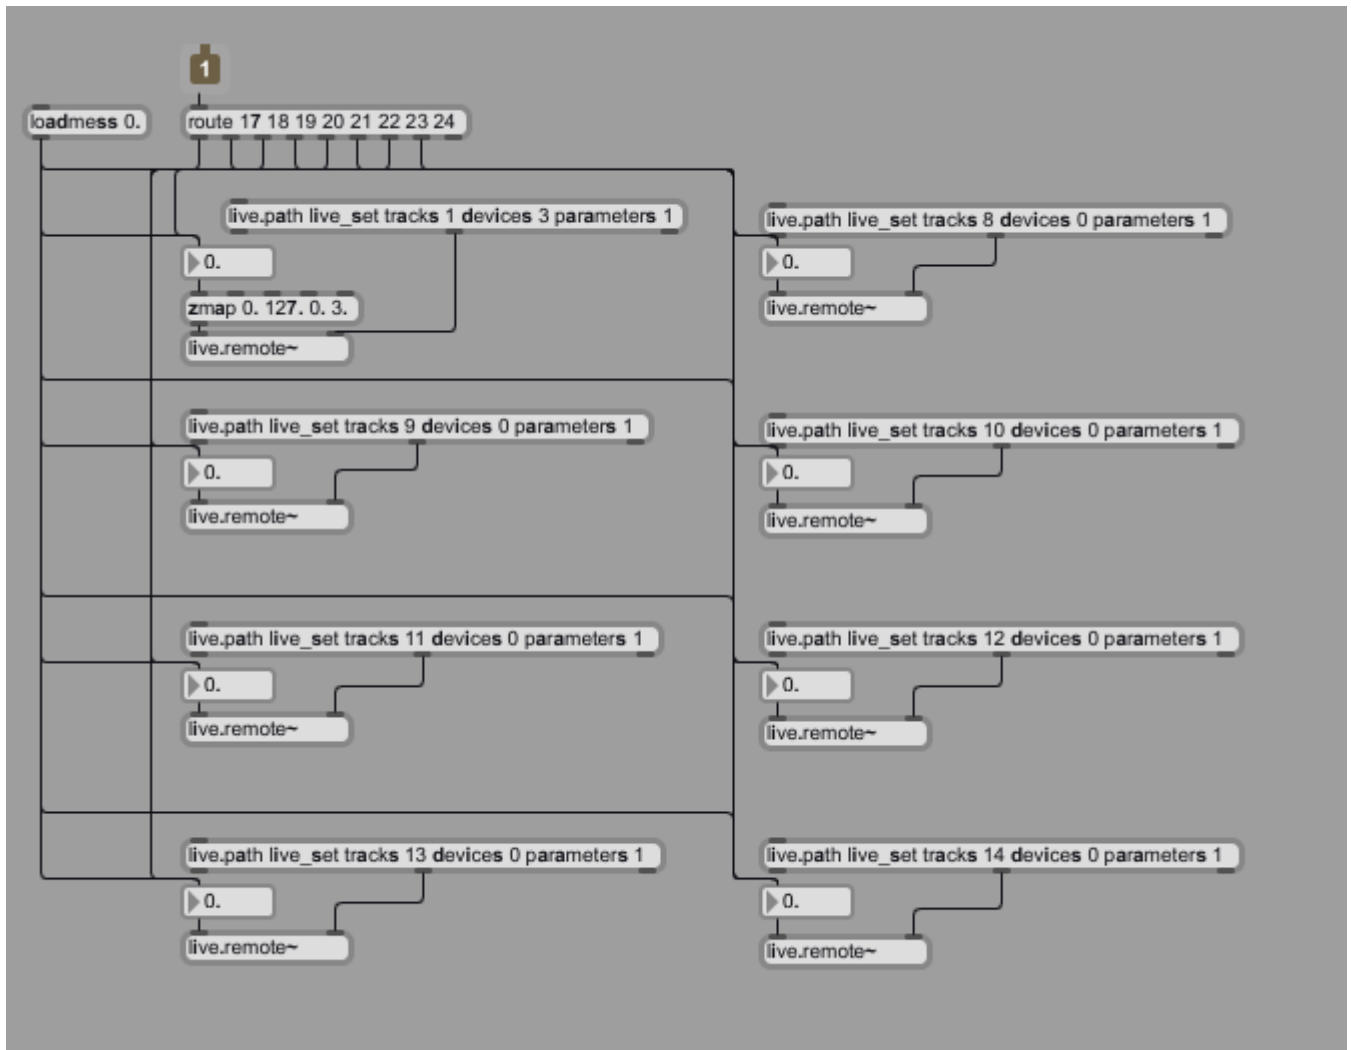 1
loadmess 0.
route 17 18 19 20 21 22 23 24
live.path live_set tracks 1 devices 3 parameters 1
live.path live_set tracks 8 devices 0 parameters 1
0.
0.
zmap 0. 127. 0. 3.
live.remote~
live.remote~
live.path live_set tracks 9 devices 0 parameters 1
live.path live_set tracks 10 devices 0 parameters 1
0.
0.
live.remote~
live.remote~
live.path live_set tracks 11 devices 0 parameters 1
live.path live_set tracks 12 devices 0 parameters 1
0.
0.
live.remote~
live.remote~
live.path live_set tracks 13 devices 0 parameters 1
live.path live_set tracks 14 devices 0 parameters 1
0.
0.
live.remote~
live.remote~